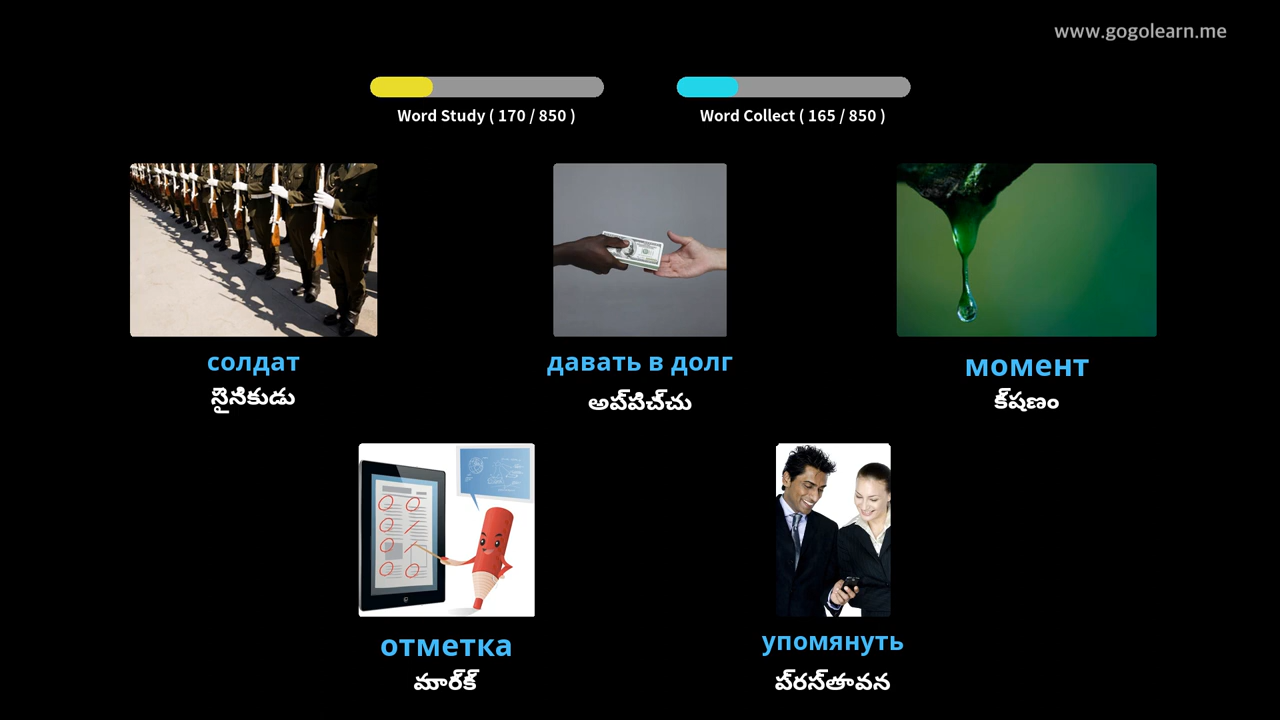 www.gogolearn.me
Word Study ( 170 / 850 )
Word Collect ( 165 / 850 )
солдат
సైనికుడు
давать в долг
అప్పిచ్చు
момент
క్షణం
отметка
మార్క్
упомянуть
ప్రస్తావన